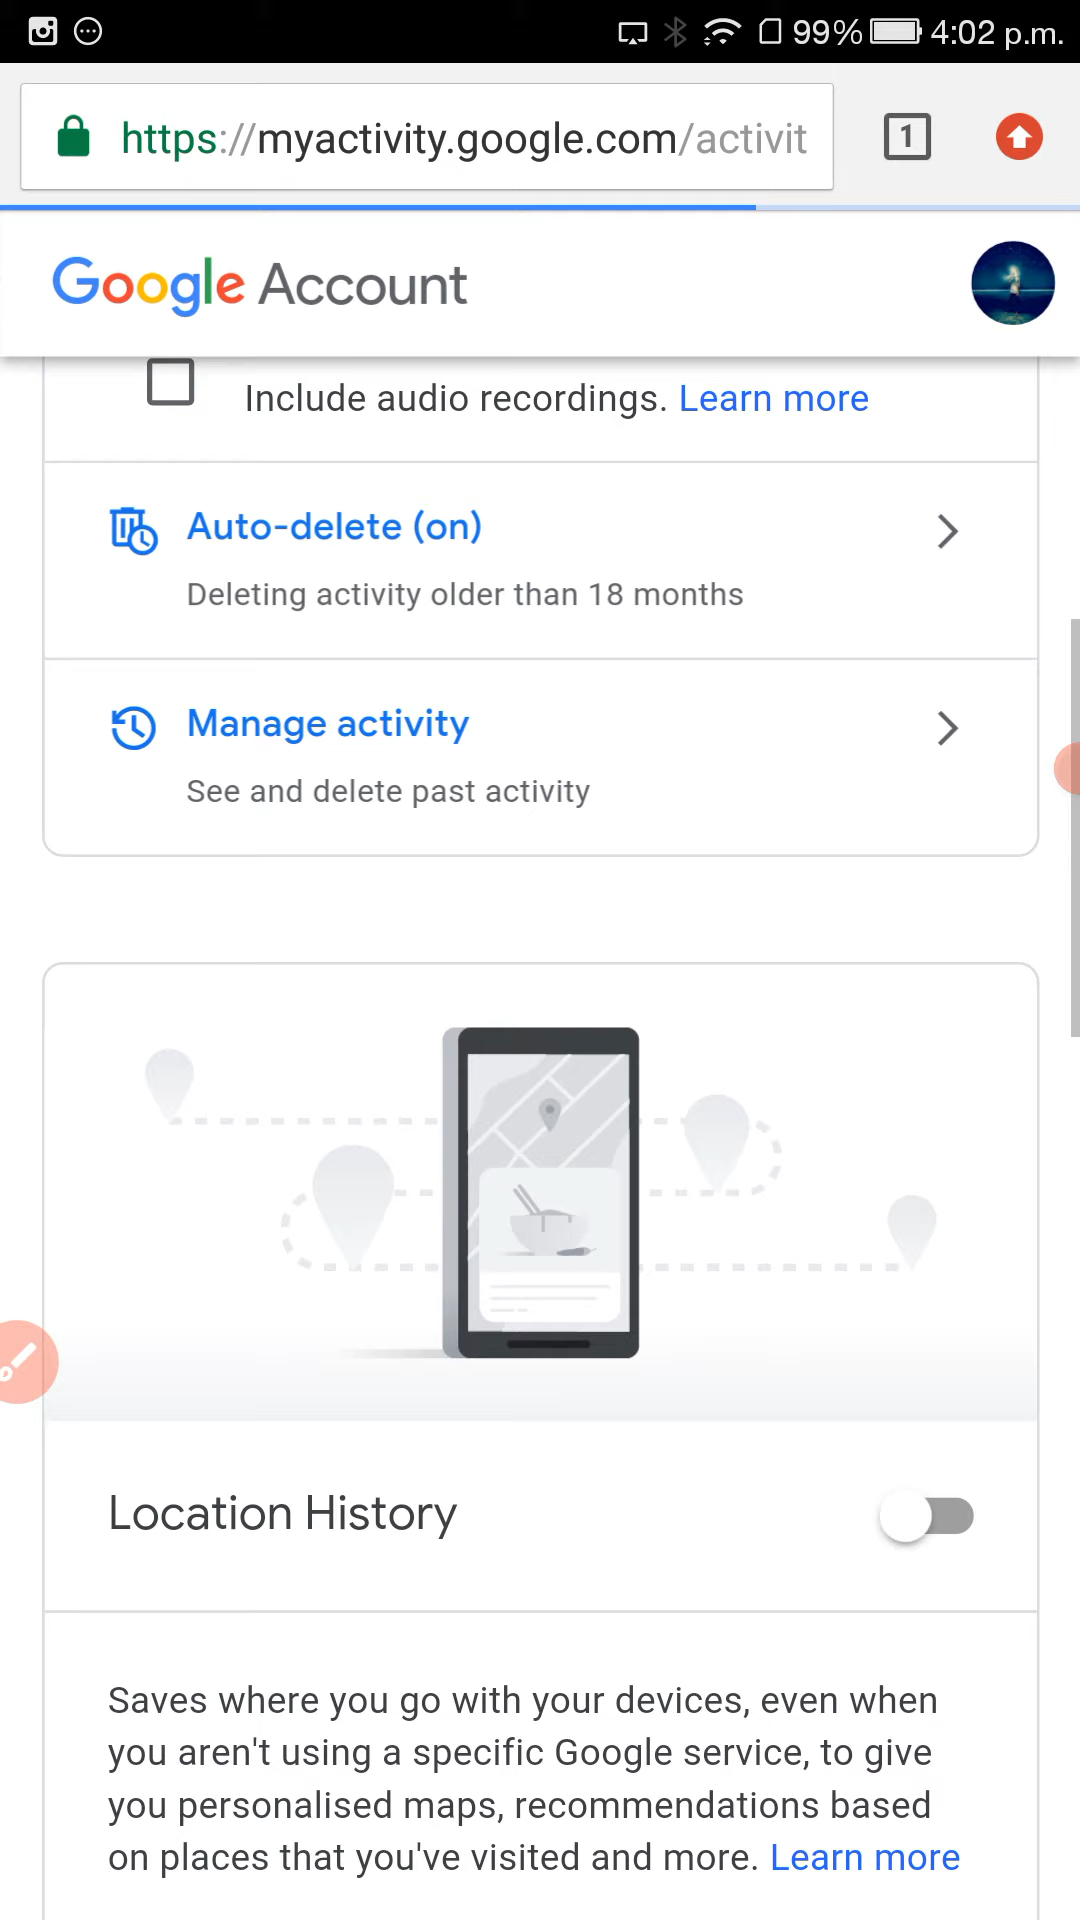 99% 4:02 p.m.
https://myactivity.google.com/activit
1
Google Account
Include audio recordings. Learn more
Auto-delete (on)
Deleting activity older than 18 months
Manage activity
See and delete past activity
Location History
Saves where you go with your devices, even when
you aren't using a specific Google service, to give
you personalised maps, recommendations based
on places that you've visited and more. Learn more